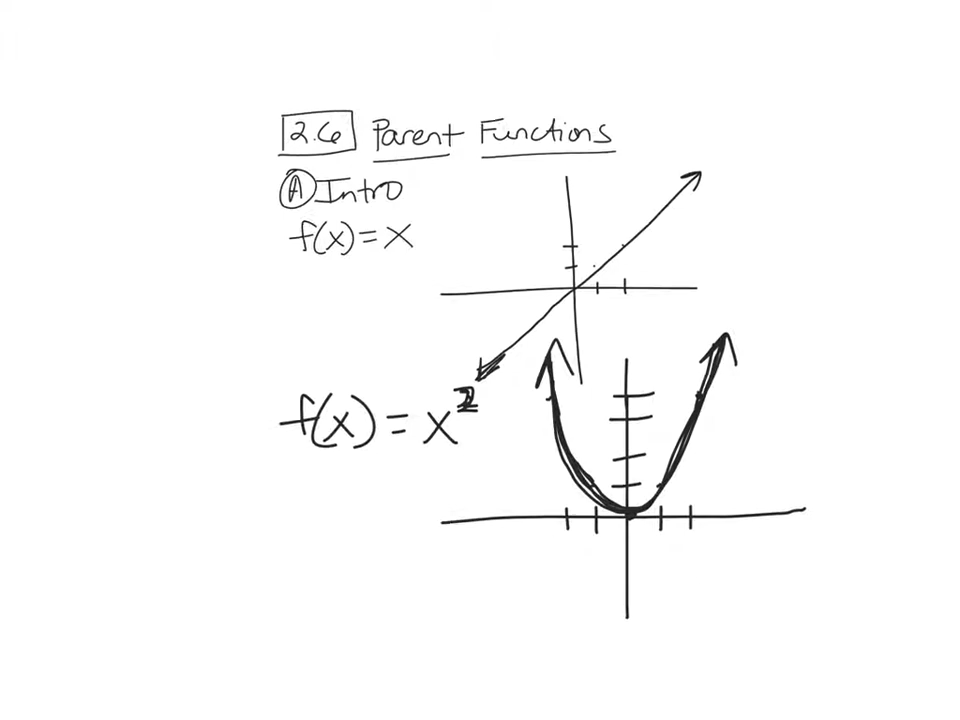 2.6 Parent Functions
A Intro
f(x) = x
f(x) = x²